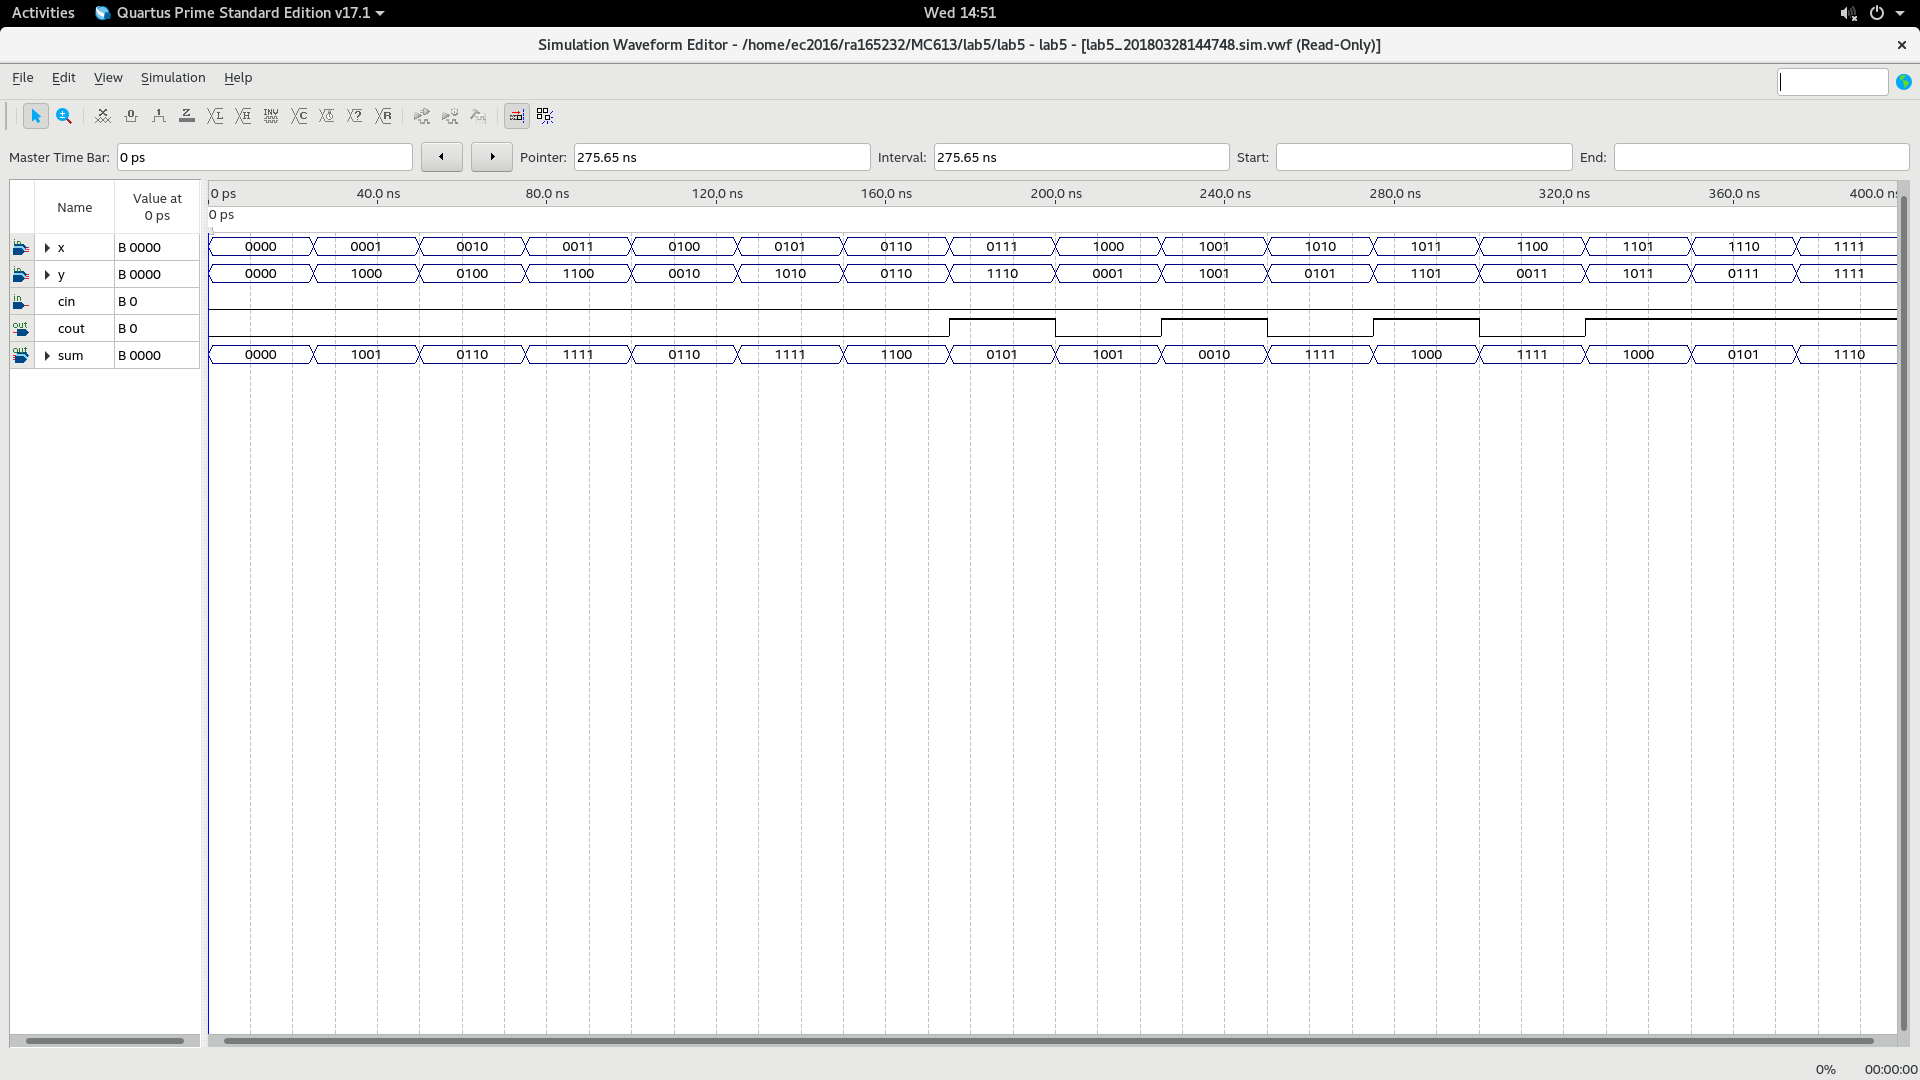 Activities Quartus Prime Standard Edition v17.1 Wed 14:51
Simulation Waveform Editor - /home/ec2016/ra165232/MC613/lab5/lab5 - lab5 - [lab5_20180328144748.sim.vwf (Read-Only)]
File Edit View Simulation Help
Master Time Bar: 0 ps Pointer: 275.65 ns Interval: 275.65 ns Start: End:
Name Value at 0 ps
0 ps 40.0 ns 80.0 ns 120.0 ns 160.0 ns 200.0 ns 240.0 ns 280.0 ns 320.0 ns 360.0 ns 400.0 ns
0 ps
x B 0000 0000 0001 0010 0011 0100 0101 0110 0111 1000 1001 1010 1011 1100 1101 1110 1111
y B 0000 0000 1000 0100 1100 0010 1010 0110 1110 0001 1001 0101 1101 0011 1011 0111 1111
cin B 0
cout B 0
sum B 0000 0000 1001 0110 1111 0110 1111 1100 0101 1001 0010 1111 1000 1111 1000 0101 1110
0% 00:00:00